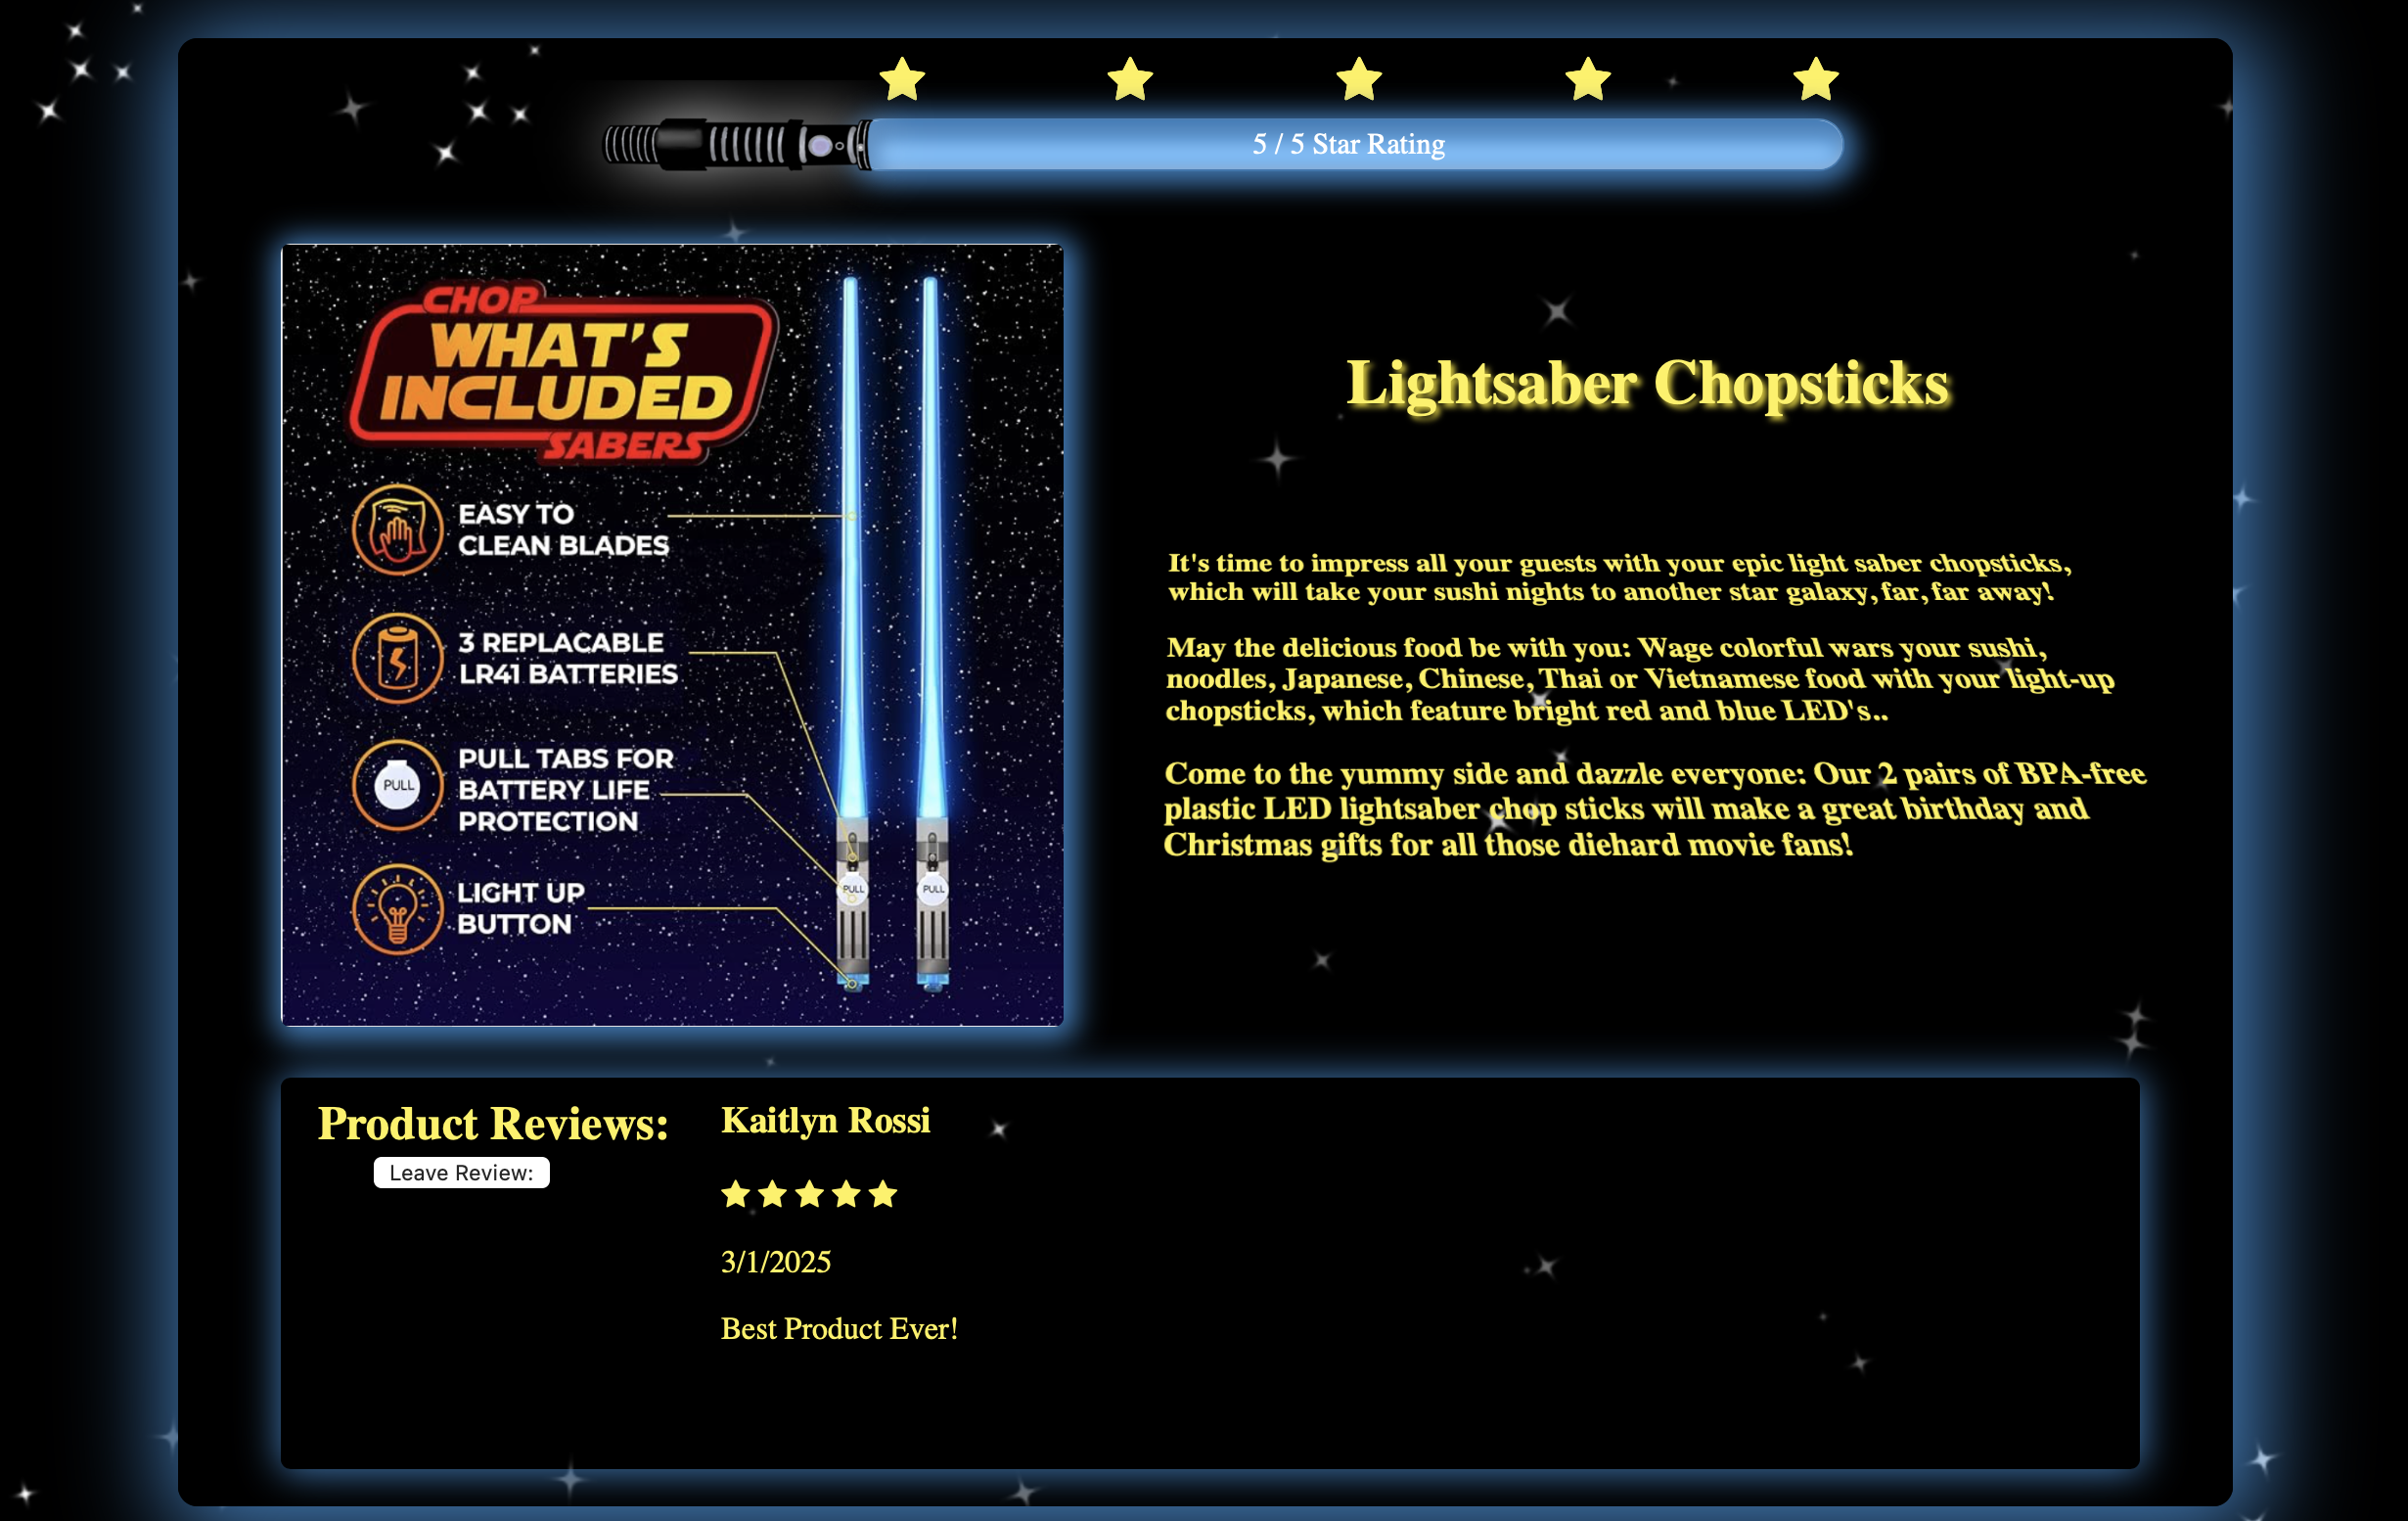 5 / 5 Star Rating
CHOP
WHAT'S
INCLUDED
SABERS
EASY TO
CLEAN BLADES
3 REPLACABLE
LR41 BATTERIES
PULL
PULL TABS FOR
BATTERY LIFE
PROTECTION
LIGHT UP
BUTTON
PULL
PULL
Lightsaber Chopsticks
It's time to impress all your guests with your epic light saber chopsticks,
which will take your sushi nights to another star galaxy, far, far away!
May the delicious food be with you: Wage colorful wars your sushi,
noodles, Japanese, Chinese, Thai or Vietnamese food with your light-up
chopsticks, which feature bright red and blue LED's..
Come to the yummy side and dazzle everyone: Our 2 pairs of BPA-free
plastic LED lightsaber chop sticks will make a great birthday and
Christmas gifts for all those diehard movie fans!
Product Reviews:
Leave Review:
Kaitlyn Rossi
3/1/2025
Best Product Ever!